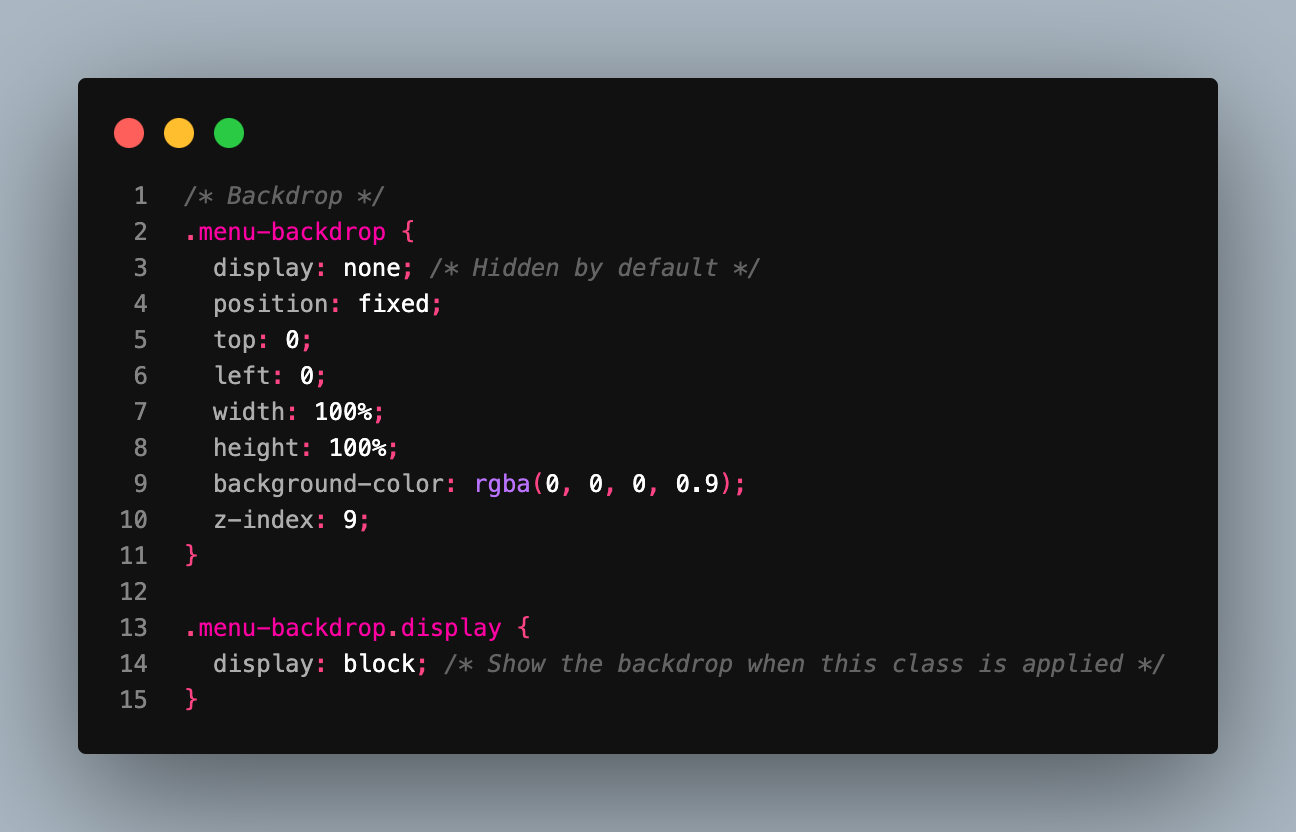 1 /* Backdrop */
2 .menu-backdrop {
3   display: none; /* Hidden by default */
4   position: fixed;
5   top: 0;
6   left: 0;
7   width: 100%;
8   height: 100%;
9   background-color: rgba(0, 0, 0, 0.9);
10   z-index: 9;
11 }
12
13 .menu-backdrop.display {
14   display: block; /* Show the backdrop when this class is applied */
15 }